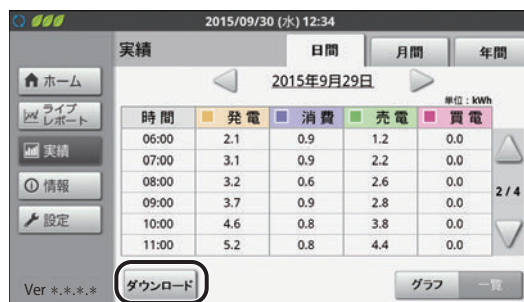 2015/09/30 (水) 12:34
実績 日間 月間 年間
ホーム
ライブレポート
実績
情報
設定
Ver *.*.*.*
2015年9月29日
単位：kWh
時間 発電 消費 売電 買電
06:00 2.1 0.9 1.2 0.0
07:00 3.1 0.9 2.2 0.0
08:00 3.2 0.6 2.6 0.0
09:00 3.7 0.9 2.8 0.0
10:00 4.6 0.8 3.8 0.0
11:00 5.2 0.8 4.4 0.0
2 / 4
ダウンロード グラフ 一覧